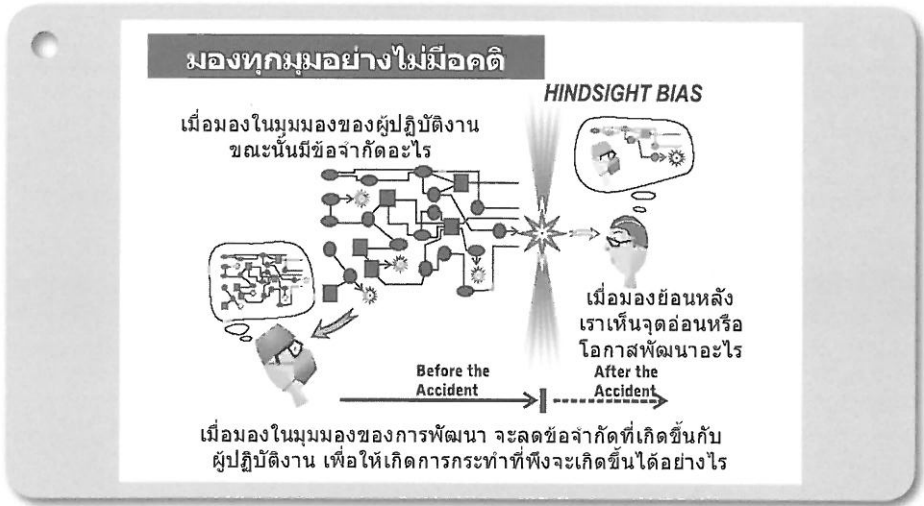 มองทุกมุมอย่างไม่มีอคติ
HINDSIGHT BIAS
เมื่อมองในมุมมองของผู้ปฏิบัติงาน
ขณะนั้นมีข้อจำกัดอะไร
เมื่อมองย้อนหลัง
เราเห็นจุดอ่อนหรือ
โอกาสพัฒนาอะไร
Before the
Accident
After the
Accident
เมื่อมองในมุมมองของการพัฒนา จะลดข้อจำกัดที่เกิดขึ้นกับ
ผู้ปฏิบัติงาน เพื่อให้เกิดการกระทำที่พึงจะเกิดขึ้นได้อย่างไร